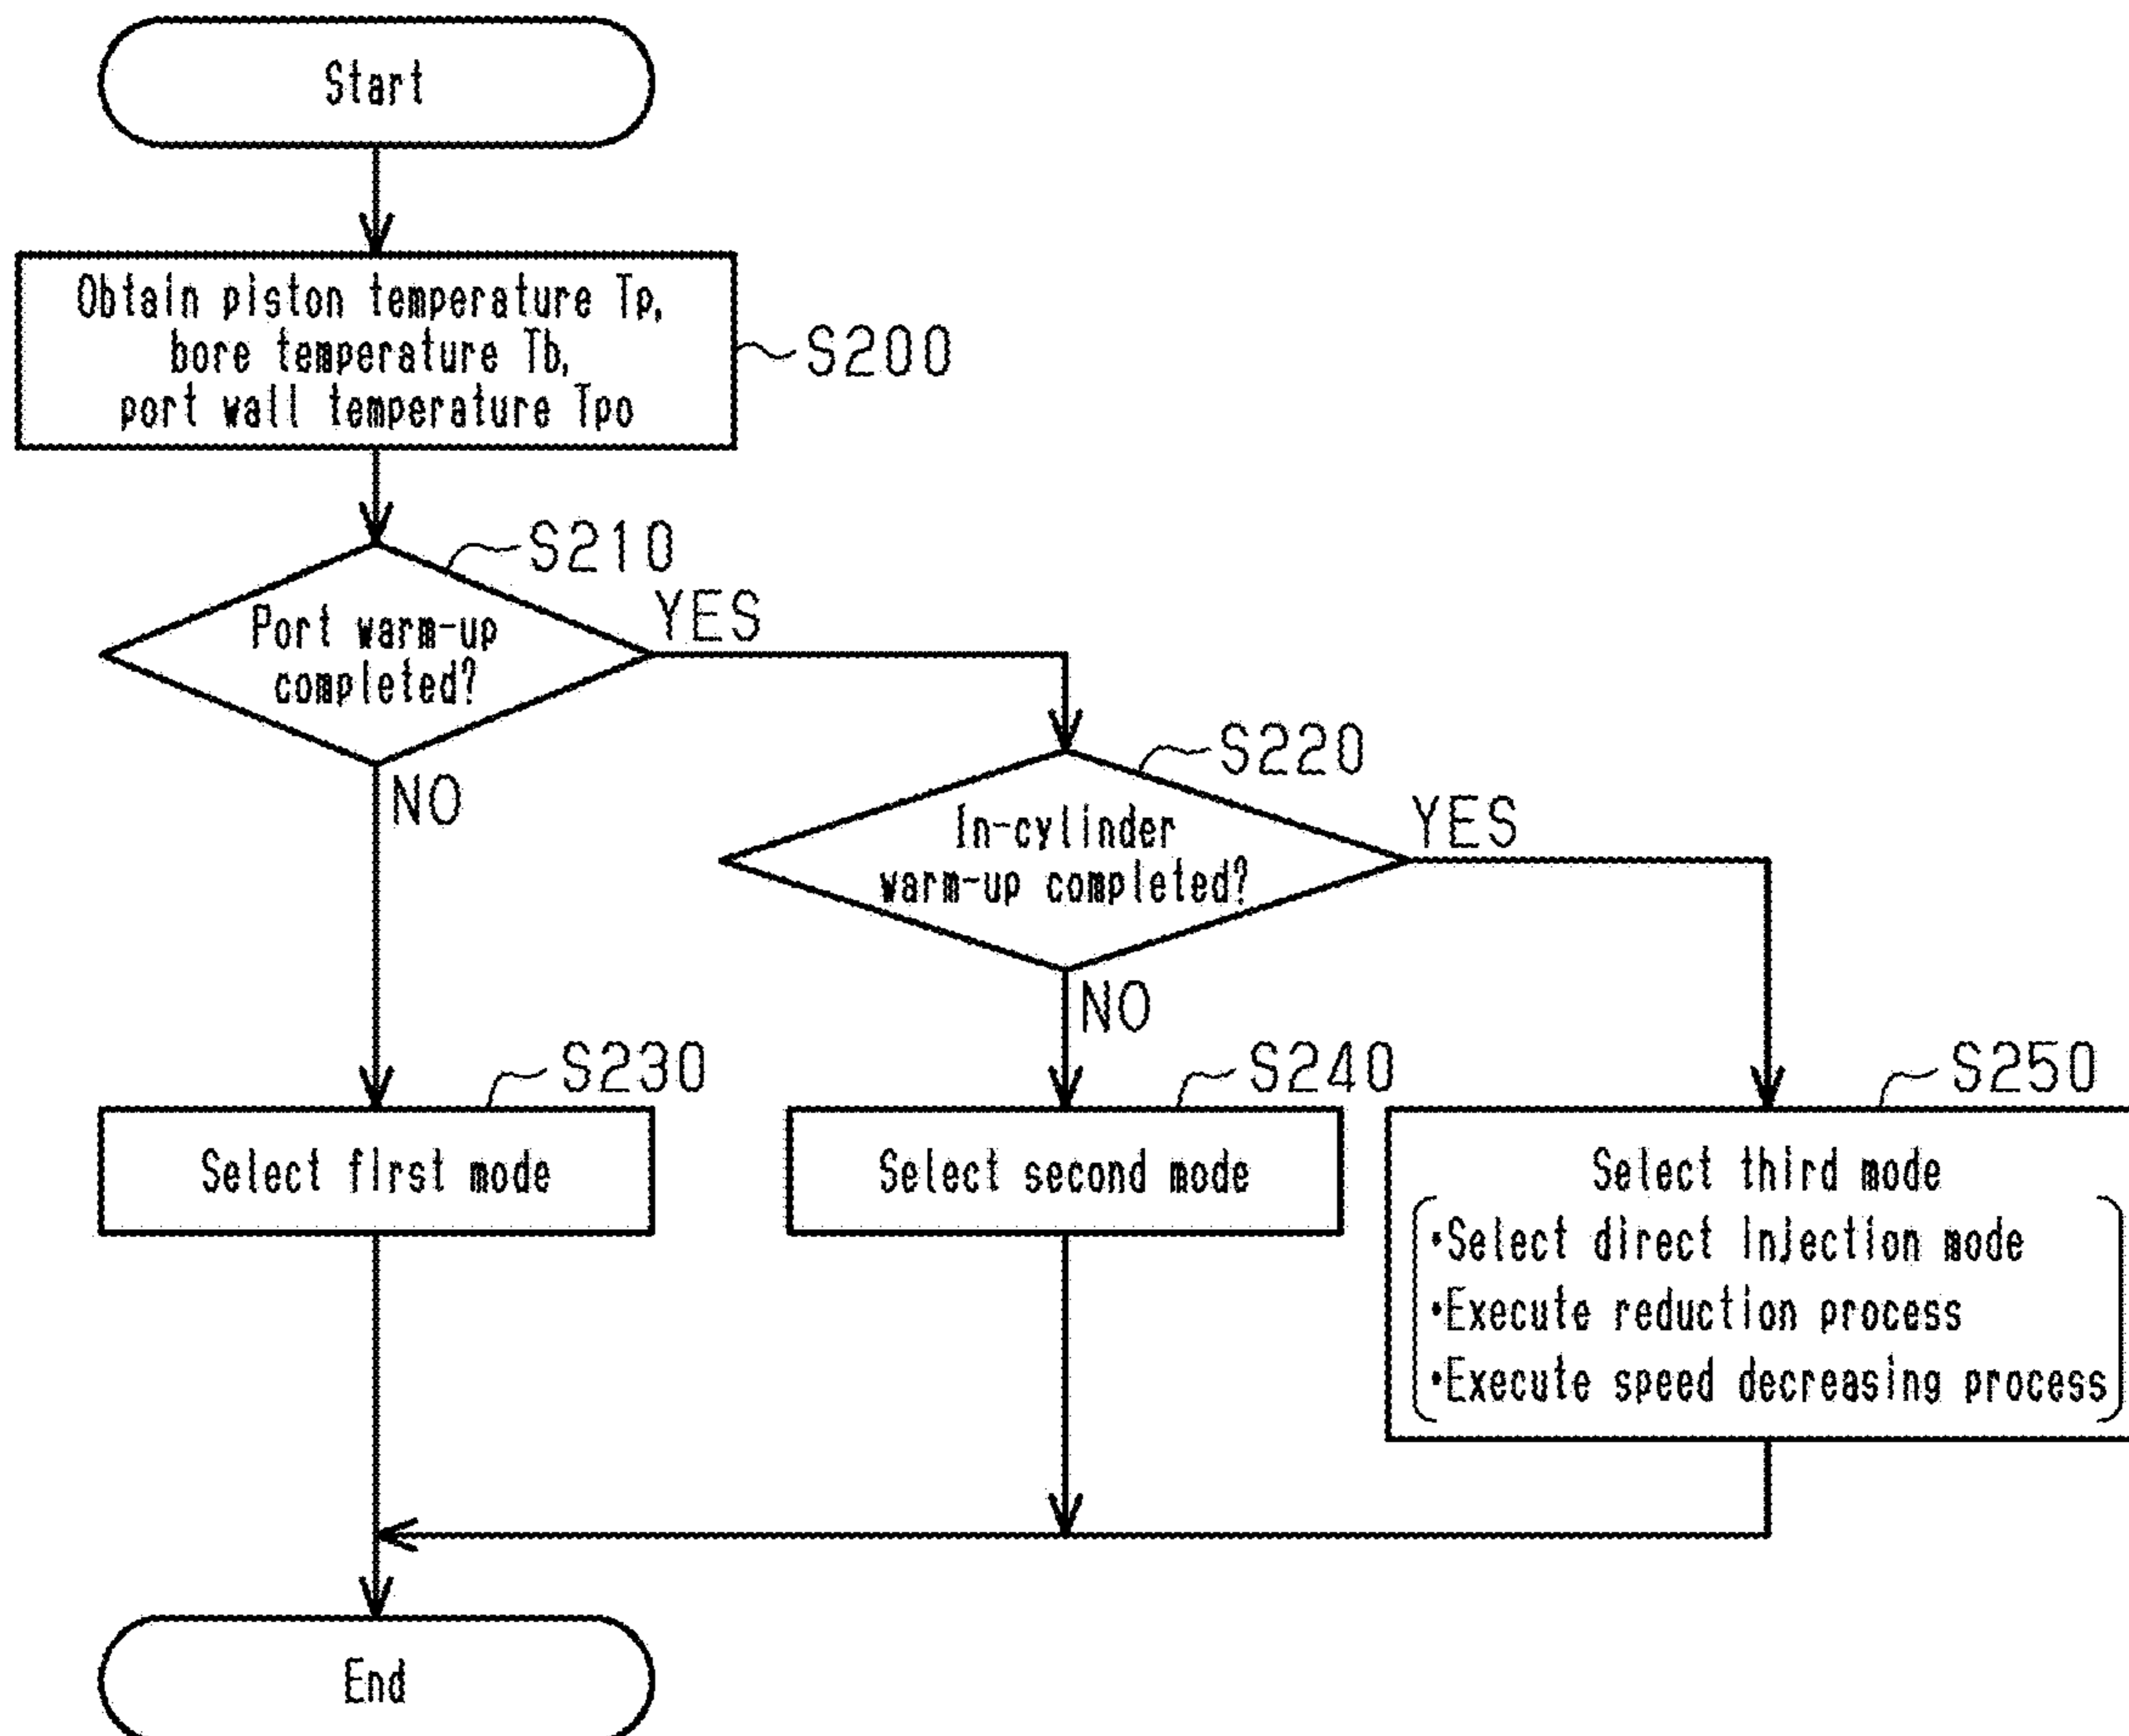 Start
Obtain piston temperature Tp,
bore temperature Tb,
port wall temperature Tpo
S200
S210
Port warm-up
completed?
YES
NO
S220
In-cylinder
warm-up completed?
YES
NO
S230
Select first mode
S240
Select second mode
S250
Select third mode
•Select direct injection mode
•Execute reduction process
•Execute speed decreasing process
End